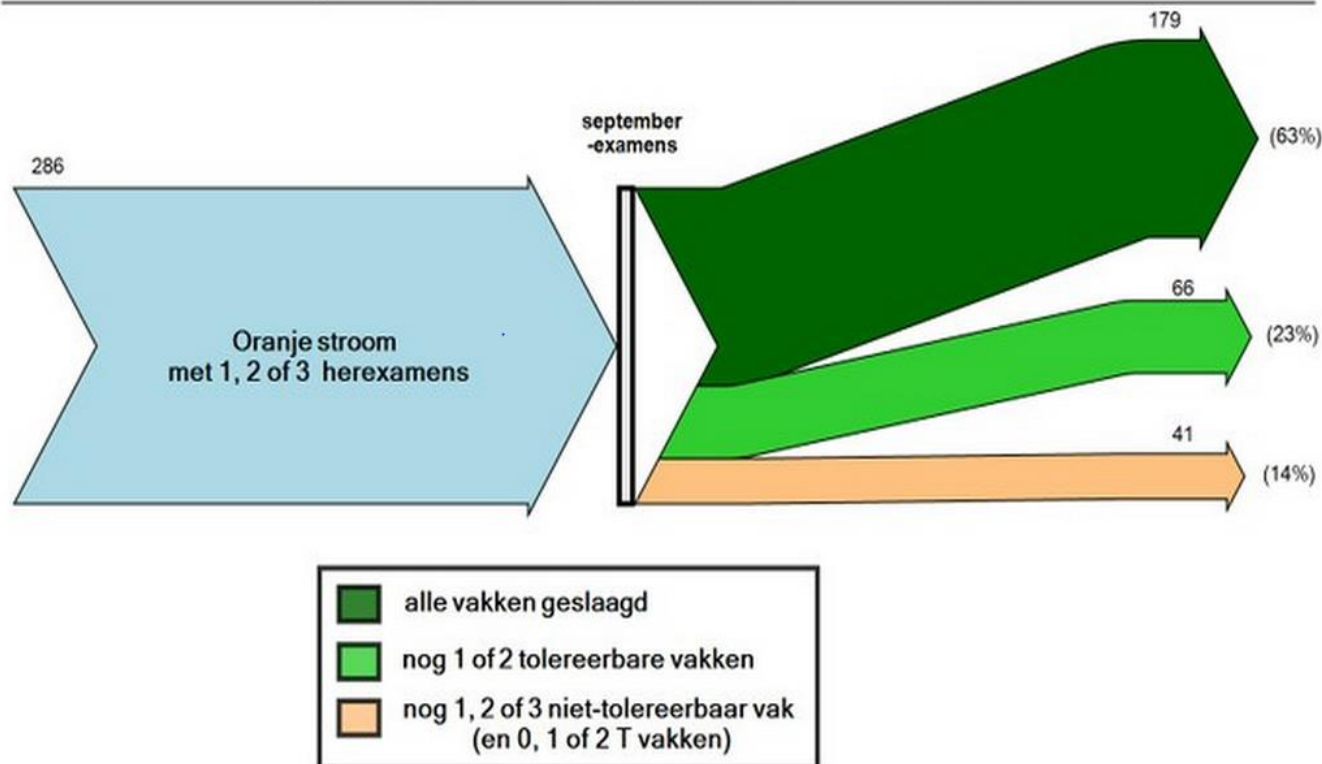 179
september
-examens
(63%)
286
66
(23%)
Oranje stroom
met 1, 2 of 3 herexamens
41
(14%)
alle vakken geslaagd
nog 1 of 2 tolereerbare vakken
nog 1, 2 of 3 niet-tolereerbaar vak
(en 0, 1 of 2 T vakken)